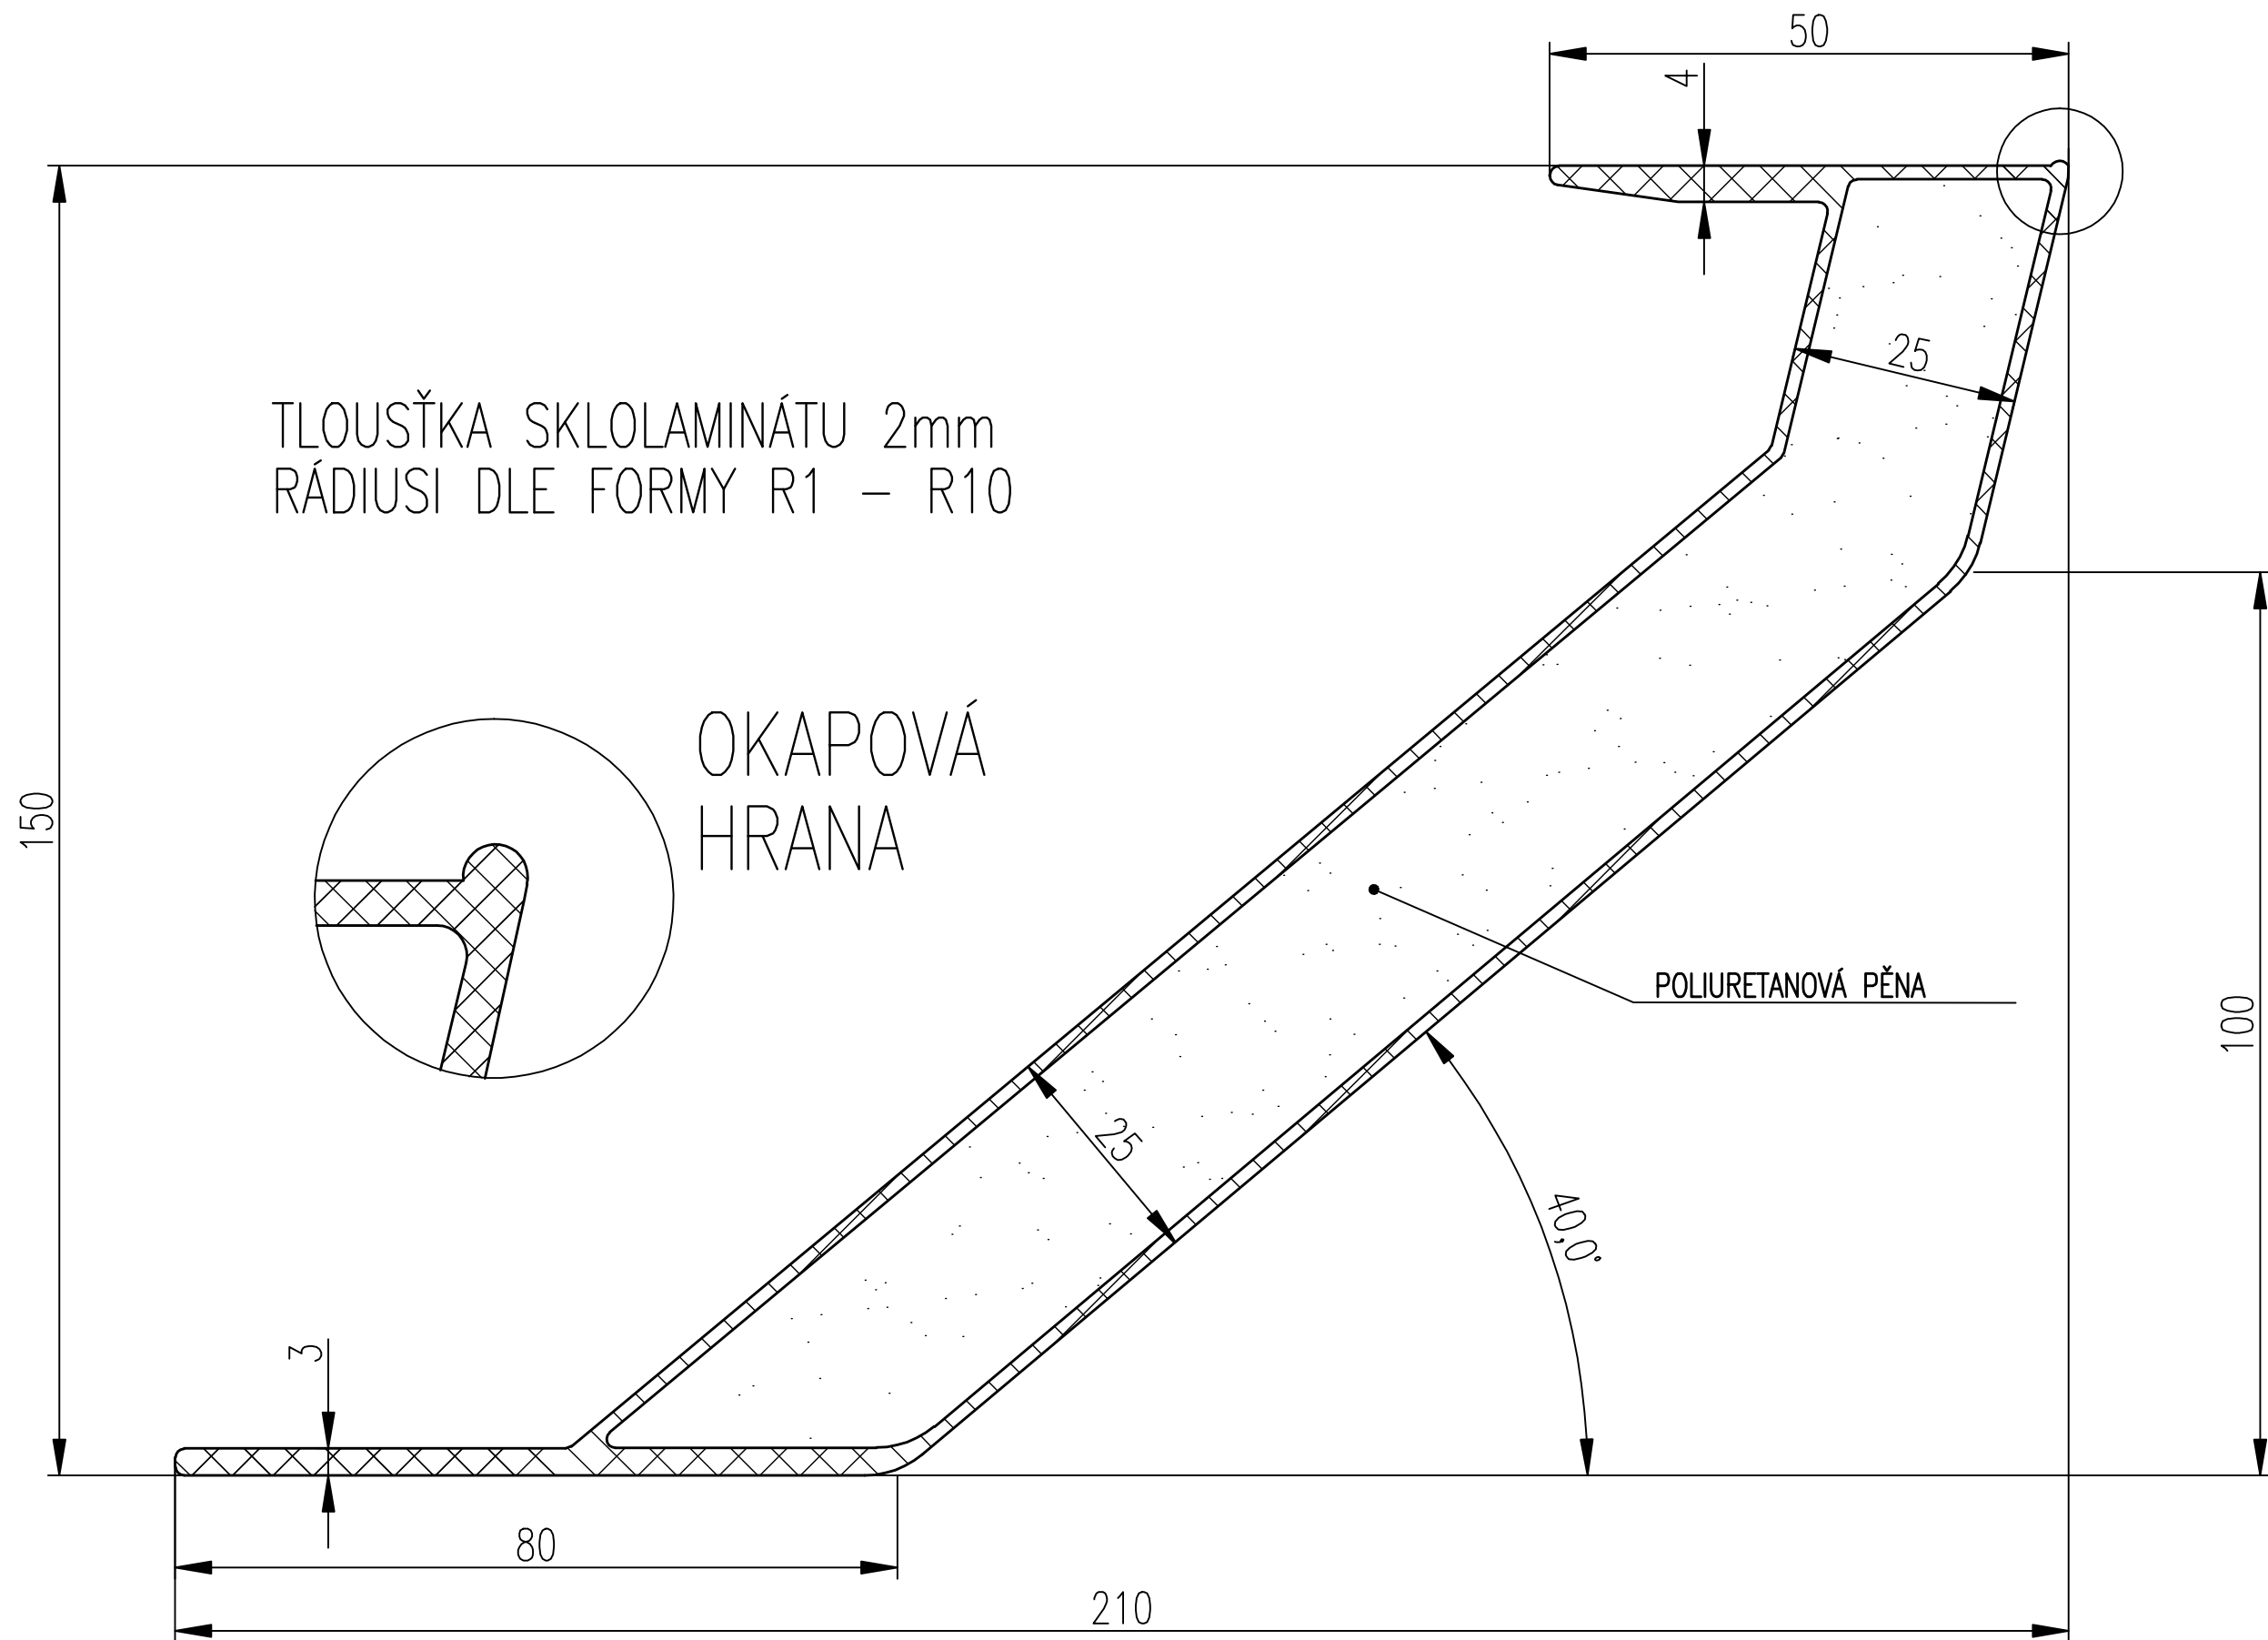 50
4
25
TLOUŠŤKA SKLOLAMINÁTU 2mm
RÁDIUSI DLE FORMY R1 - R10
OKAPOVÁ
HRANA
150
POLIURETANOVÁ PĚNA
100
25
40,0°
3
80
210